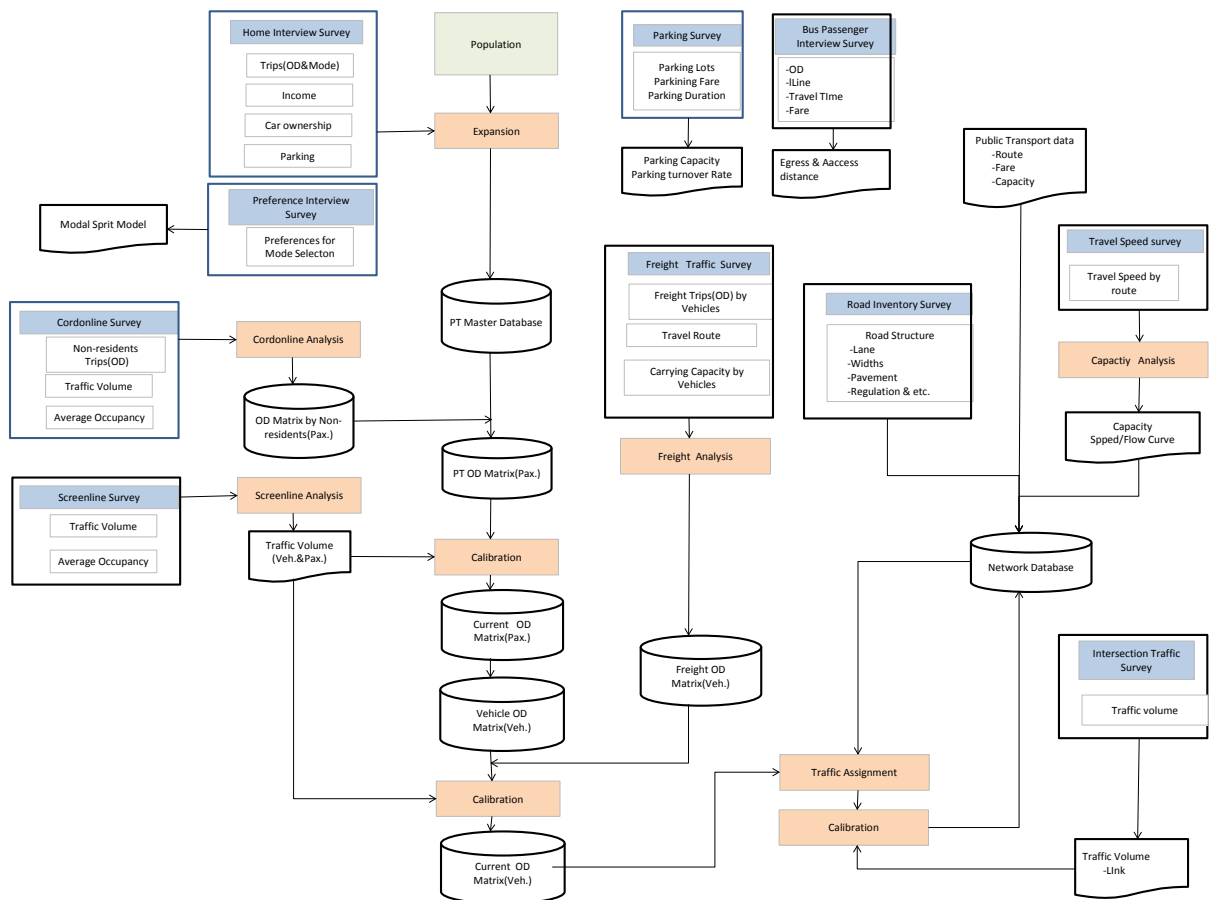 Home Interview Survey
Trips(OD&Mode)
Income
Car ownership
Parking
Population
Expansion
Parking Survey
Parking Lots
Parkining Fare
Parking Duration
Parking Capacity
Parking turnover Rate
Bus Passenger
Interview Survey
-OD
-lLine
-Travel TIme
-Fare
Egress & Aaccess
distance
Public Transport data
-Route
-Fare
-Capacity
Modal Sprit Model
Preference Interview
Survey
Preferences for
Mode Selecton
Travel Speed survey
Travel Speed by
route
Capactiy Analysis
Capacity
Spped/Flow Curve
Freight Traffic Survey
Freight Trips(OD) by
Vehicles
Travel Route
Carrying Capacity by
Vehicles
Freight Analysis
Road Inventory Survey
Road Structure
-Lane
-Widths
-Pavement
-Regulation & etc.
Cordonline Survey
Non-residents
Trips(OD)
Traffic Volume
Average Occupancy
Cordonline Analysis
OD Matrix by Non-
residents(Pax.)
PT Master Database
PT OD Matrix(Pax.)
Screenline Survey
Traffic Volume
Average Occupancy
Screenline Analysis
Traffic Volume
(Veh.&Pax.)
Calibration
Current OD
Matrix(Pax.)
Vehicle OD
Matrix(Veh.)
Freight OD
Matrix(Veh.)
Network Database
Intersection Traffic
Survey
Traffic volume
Calibration
Current OD
Matrix(Veh.)
Traffic Assignment
Calibration
Traffic Volume
-LInk